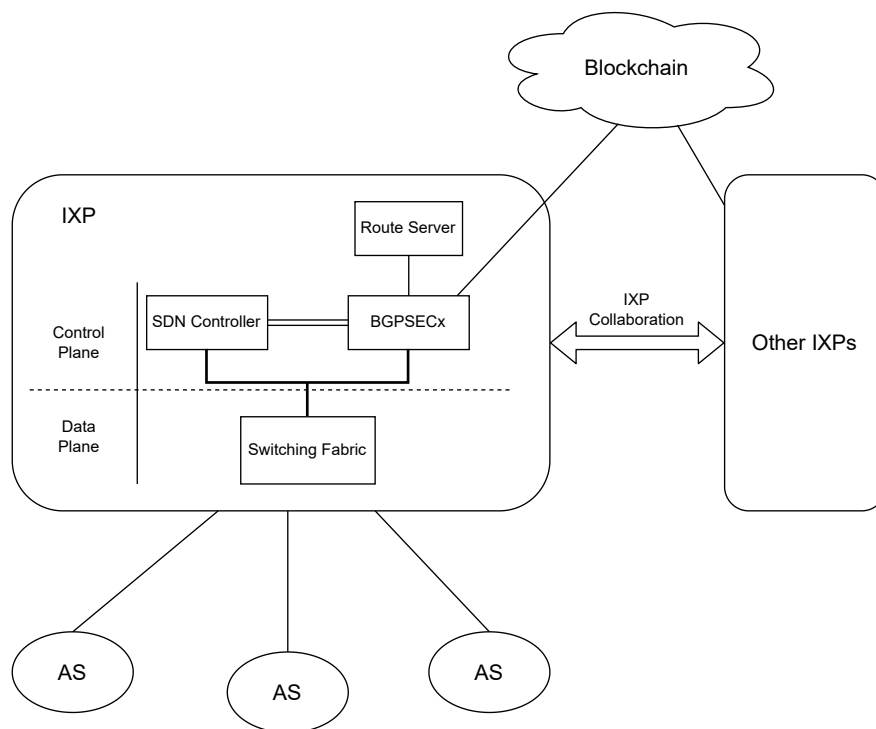 Blockchain
IXP
Route Server
SDN Controller
BGPSECx
IXP
Collaboration
Other IXPs
Control
Plane
Data
Plane
Switching Fabric
AS
AS
AS